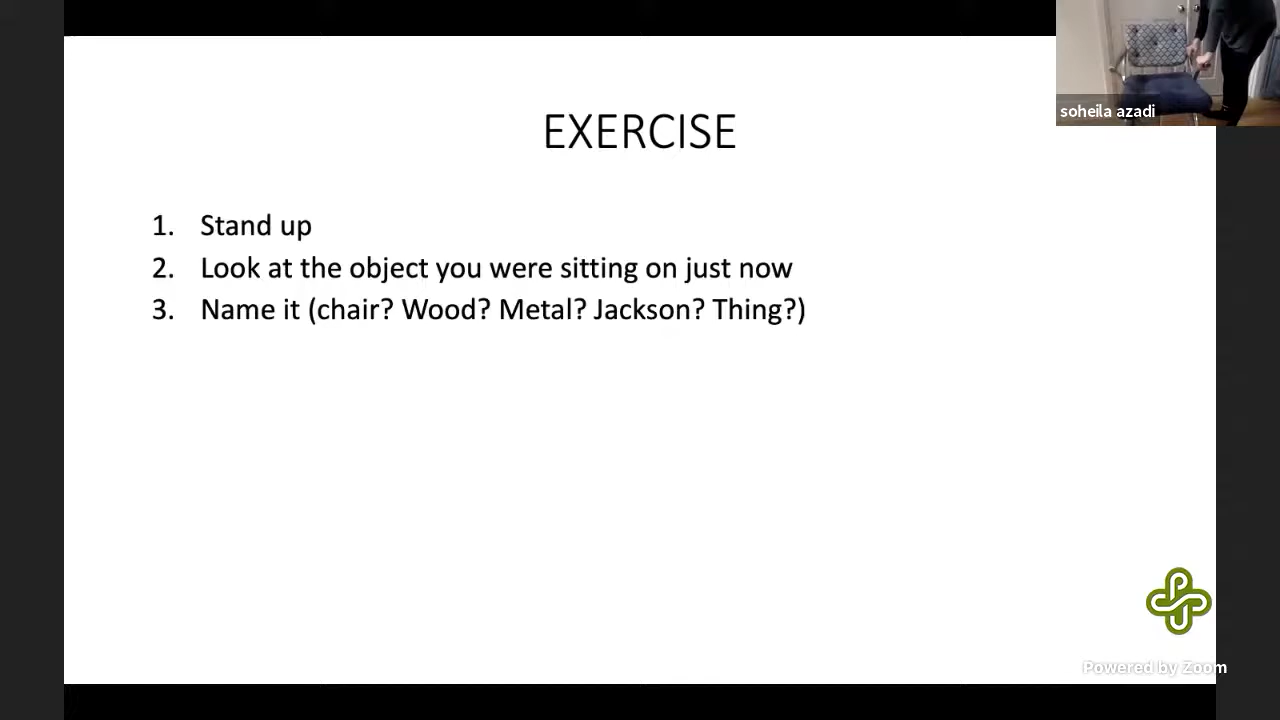 soheila azadi
EXERCISE
1. Stand up
2. Look at the object you were sitting on just now
3. Name it (chair? Wood? Metal? Jackson? Thing?)
Powered by Zoom